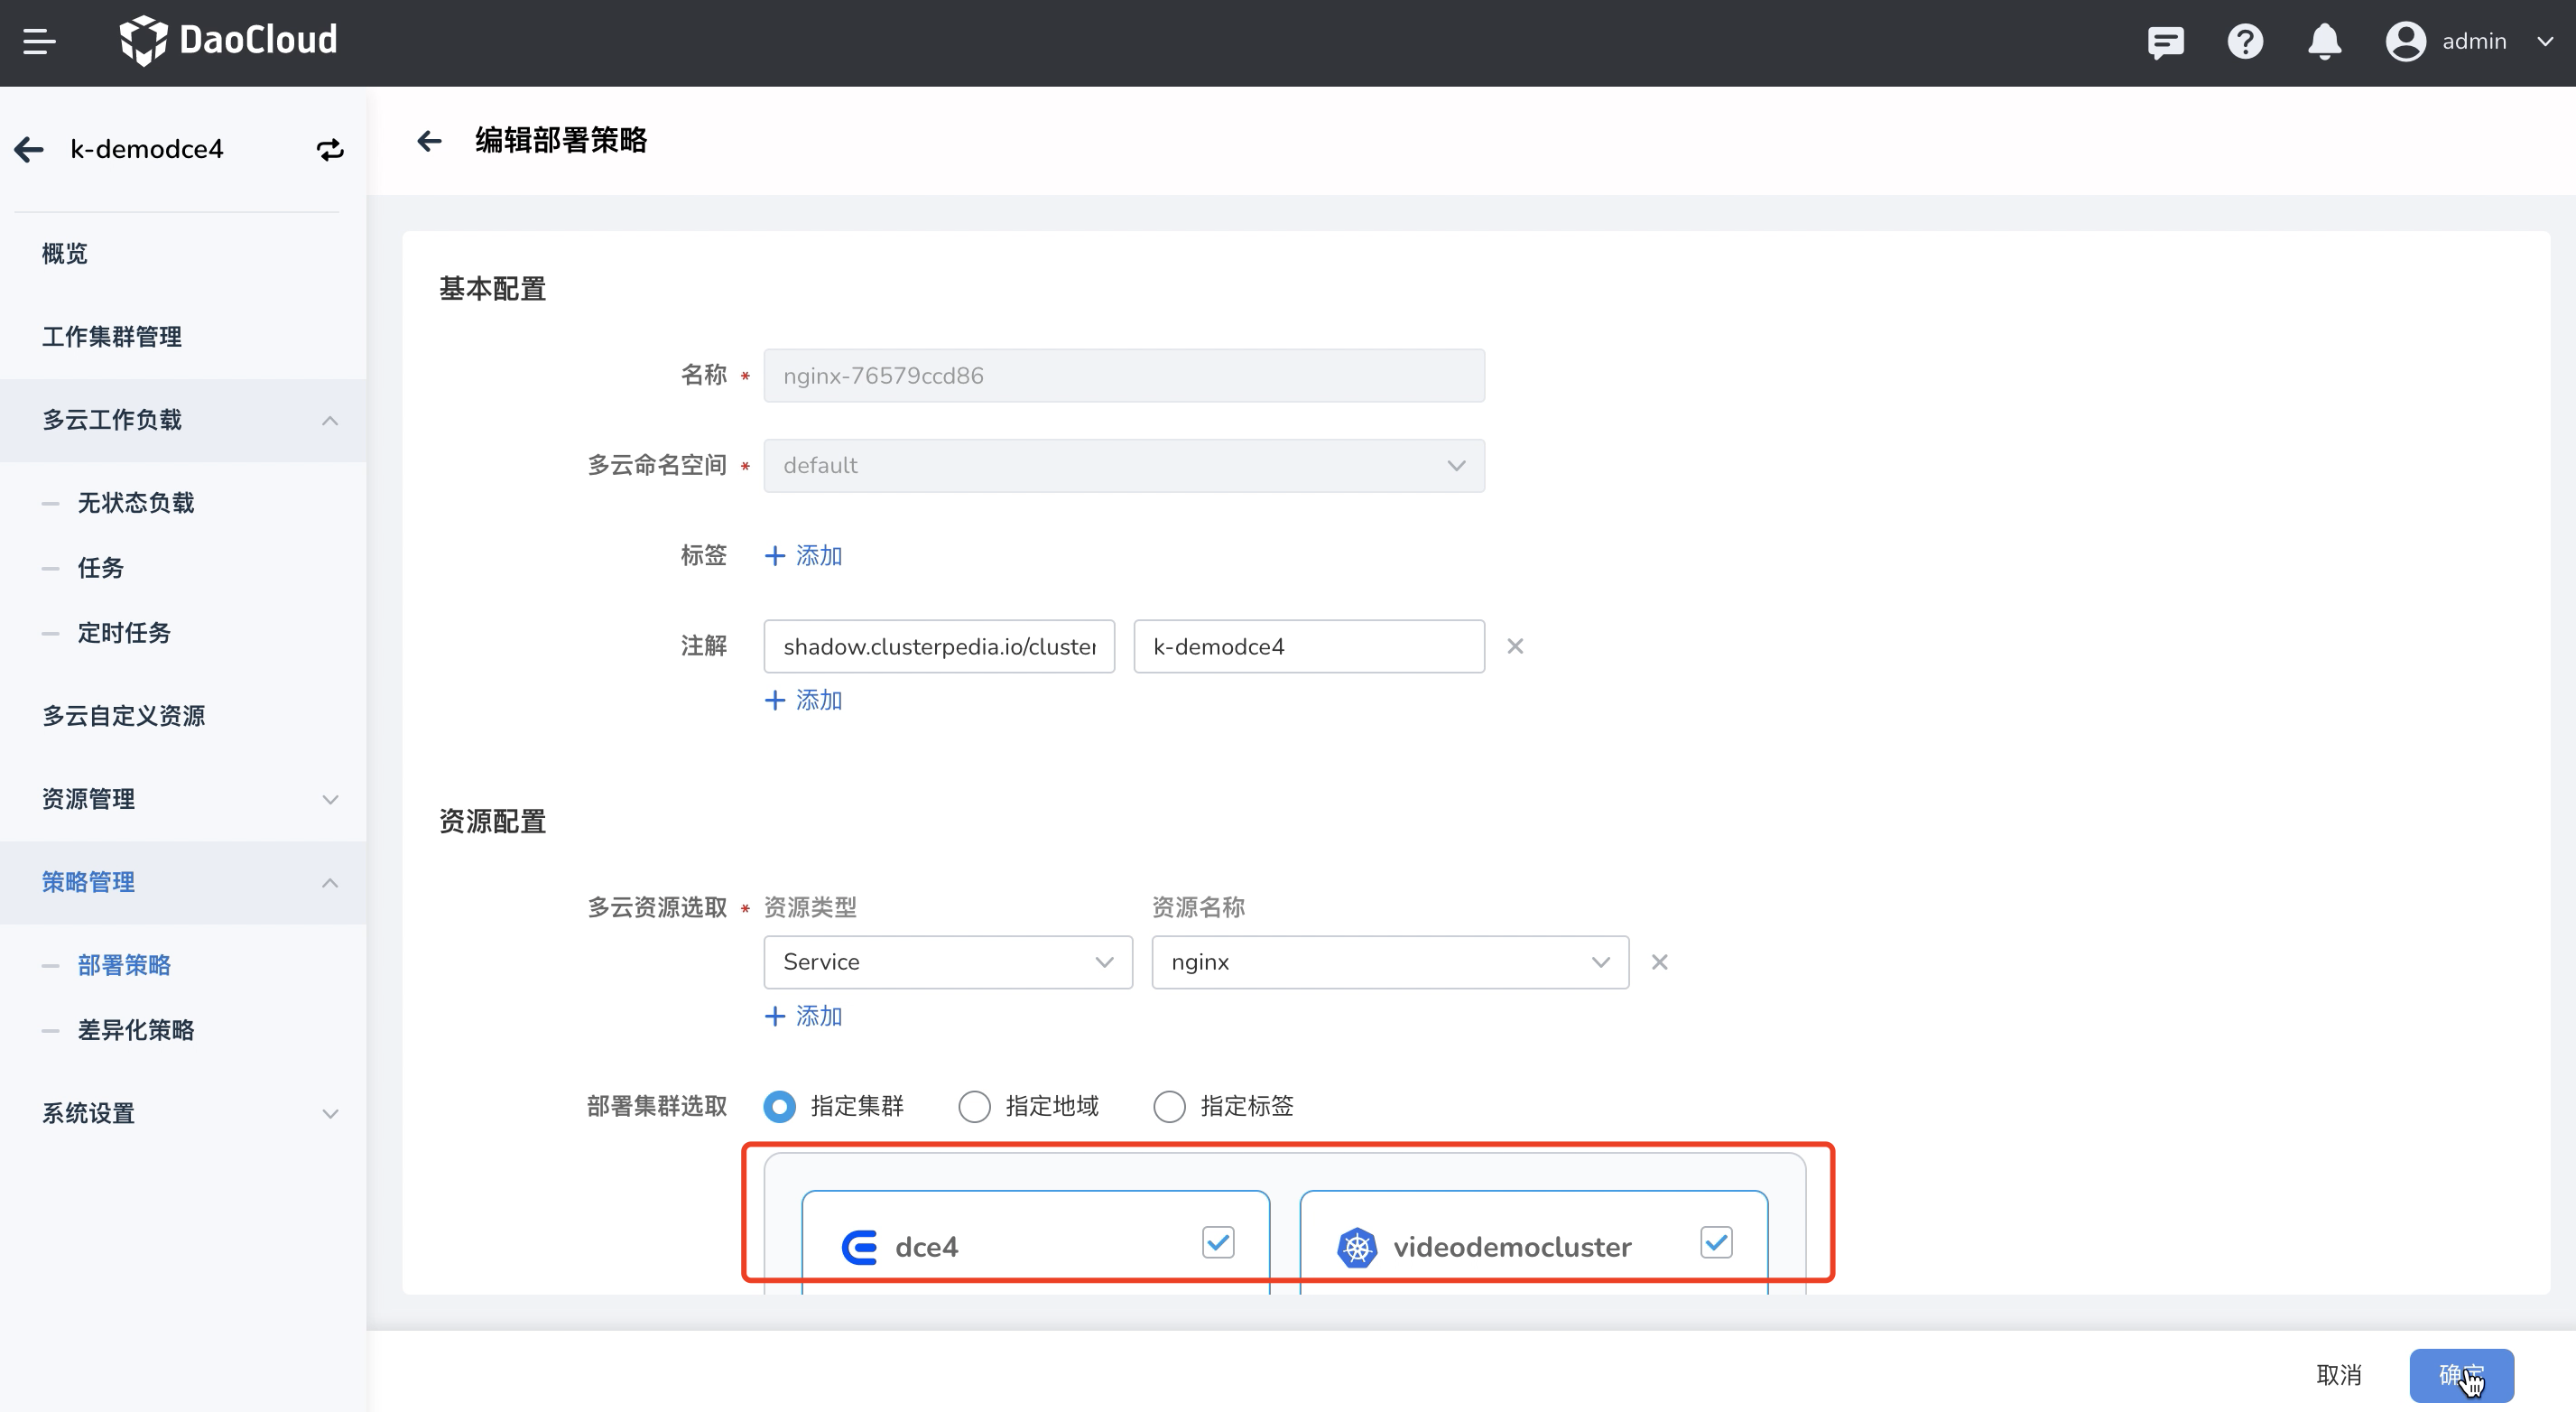 DaoCloud
admin
k-demodce4
编辑部署策略
概览
工作集群管理
多云工作负载
无状态负载
任务
定时任务
多云自定义资源
资源管理
策略管理
部署策略
差异化策略
系统设置
基本配置
名称 * nginx-76579ccd86
多云命名空间 * default
标签 + 添加
注解 shadow.clusterpedia.io/cluster k-demodce4
+ 添加
资源配置
多云资源选取 * 资源类型 资源名称
Service nginx
+ 添加
部署集群选取 指定集群 指定地域 指定标签
dce4 videodemocluster
取消 确定